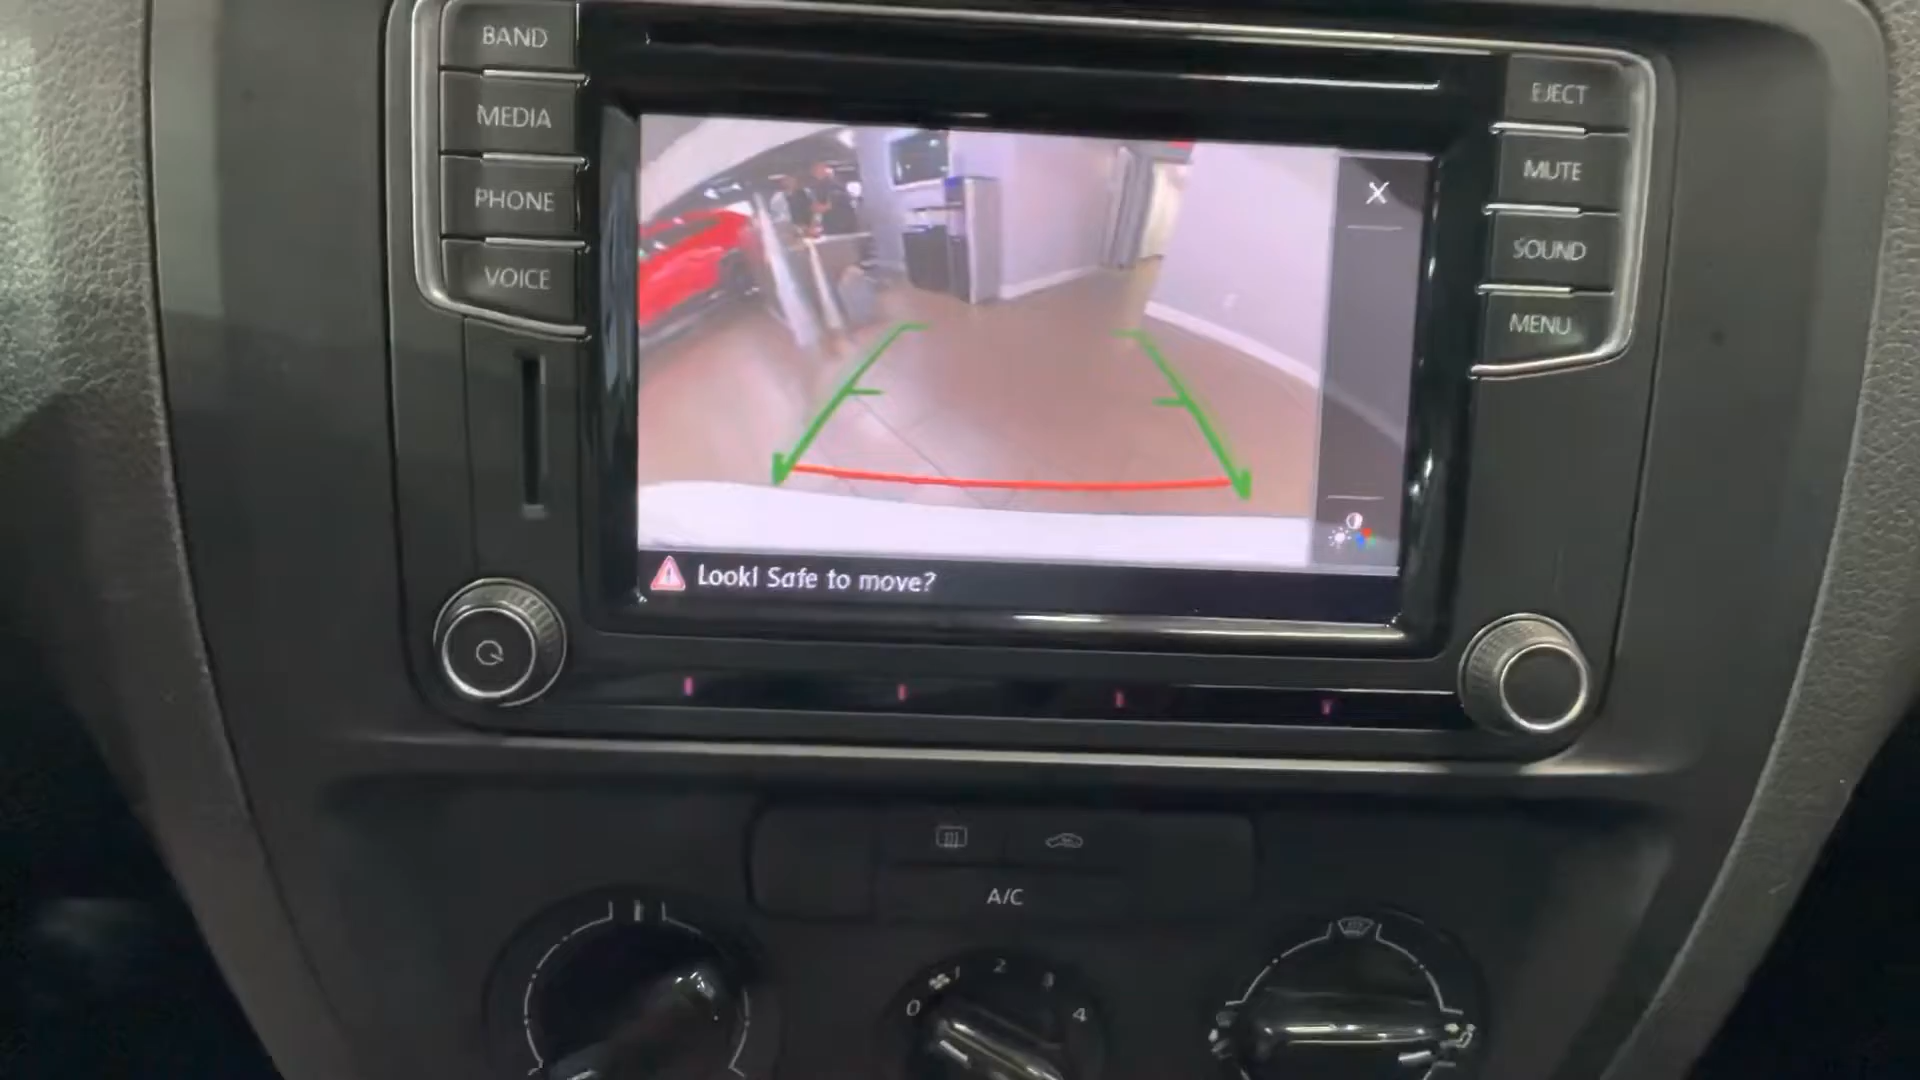 BAND
MEDIA
PHONE
VOICE
EJECT
MUTE
SOUND
MENU
X
Look! Safe to move?
A/C
0 1 2 3 4